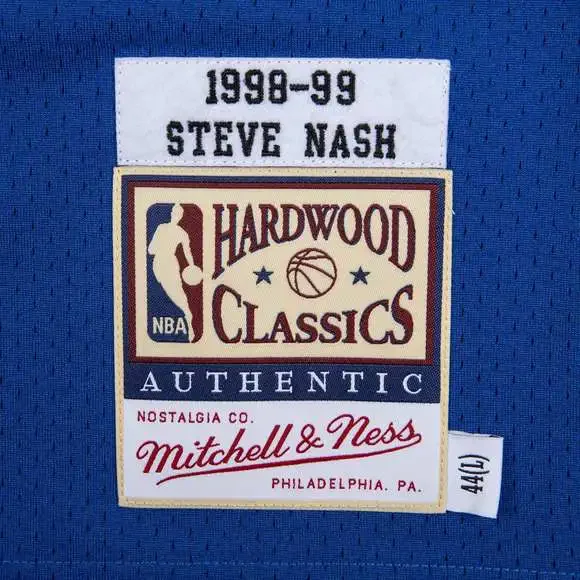 1998-99
STEVE NASH
HARDWOOD
CLASSICS
NBA
AUTHENTIC
NOSTALGIA CO.
Mitchell & Ness
PHILADELPHIA. PA.
44(L)